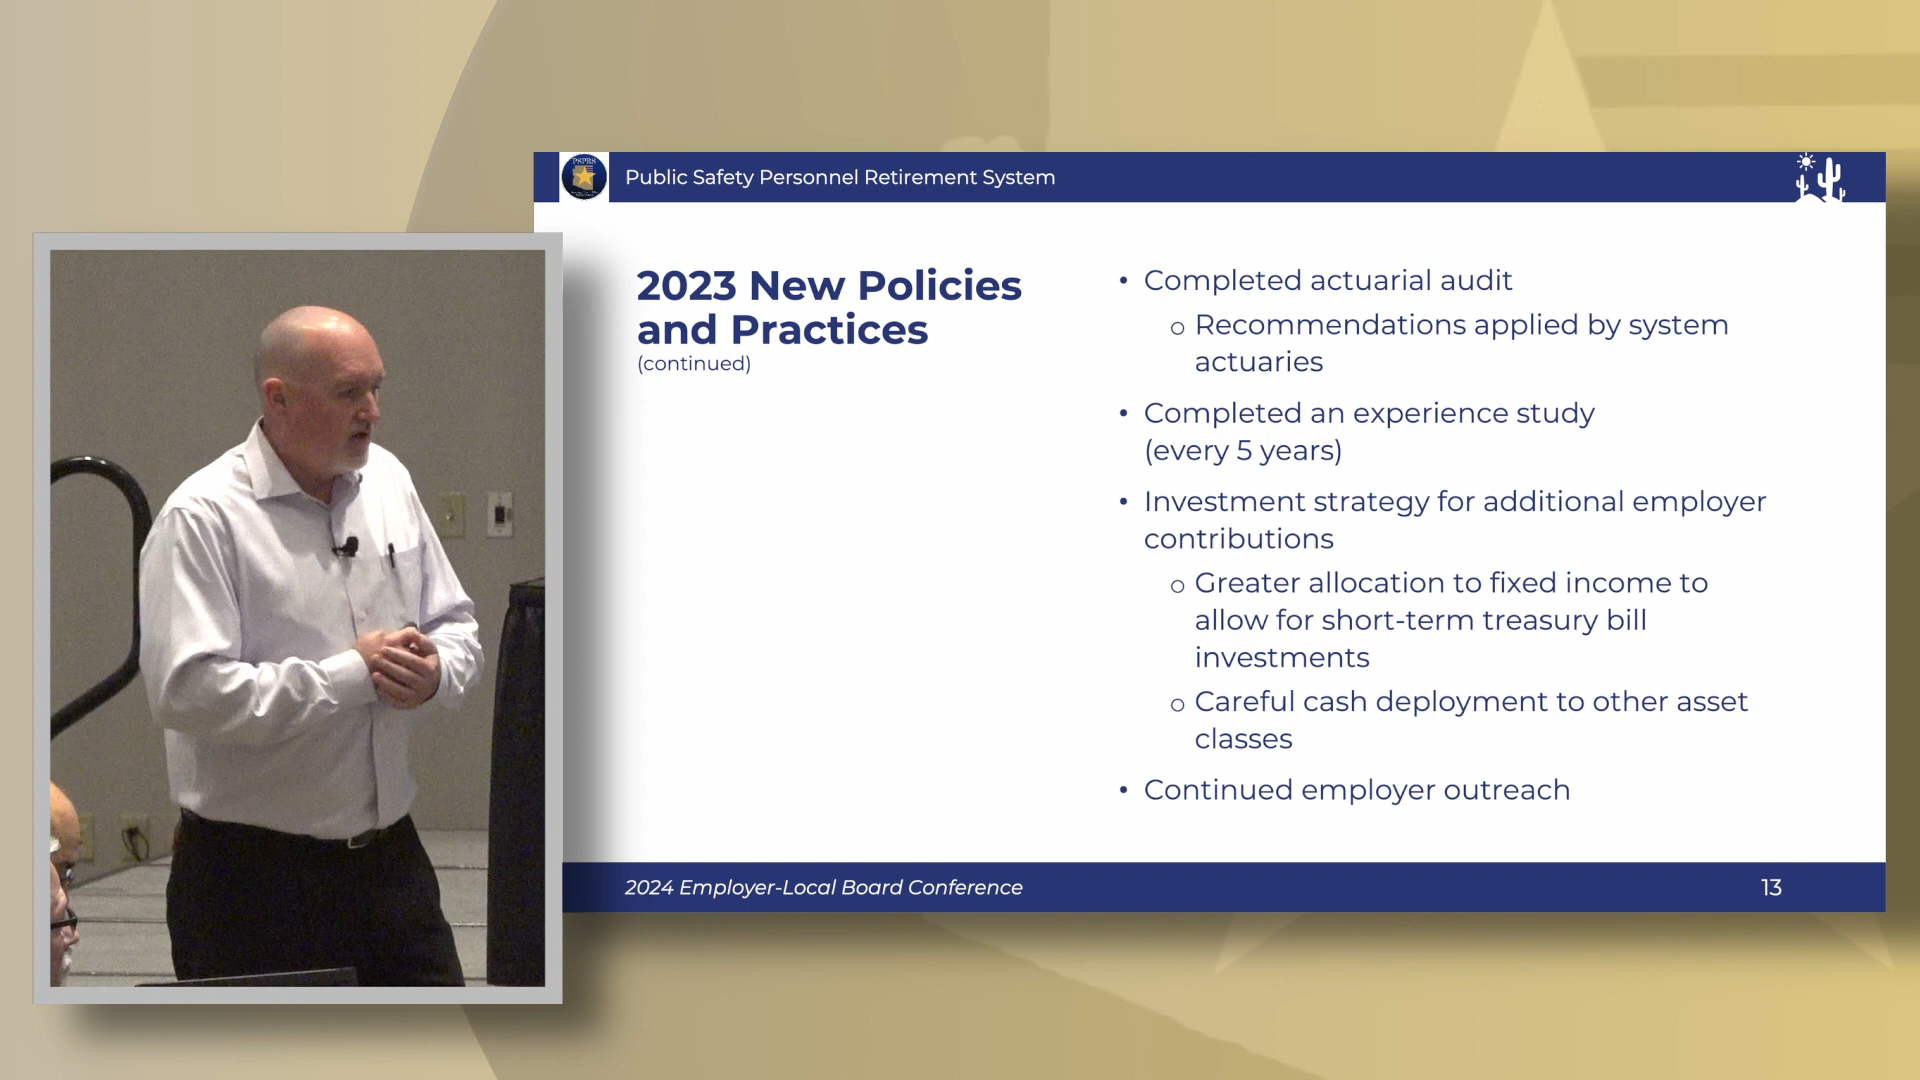 PSPRS
Public Safety Personnel Retirement System
2023 New Policies
and Practices
(continued)
• Completed actuarial audit
o Recommendations applied by system
actuaries
• Completed an experience study
(every 5 years)
• Investment strategy for additional employer
contributions
o Greater allocation to fixed income to
allow for short-term treasury bill
investments
o Careful cash deployment to other asset
classes
• Continued employer outreach
2024 Employer-Local Board Conference
13